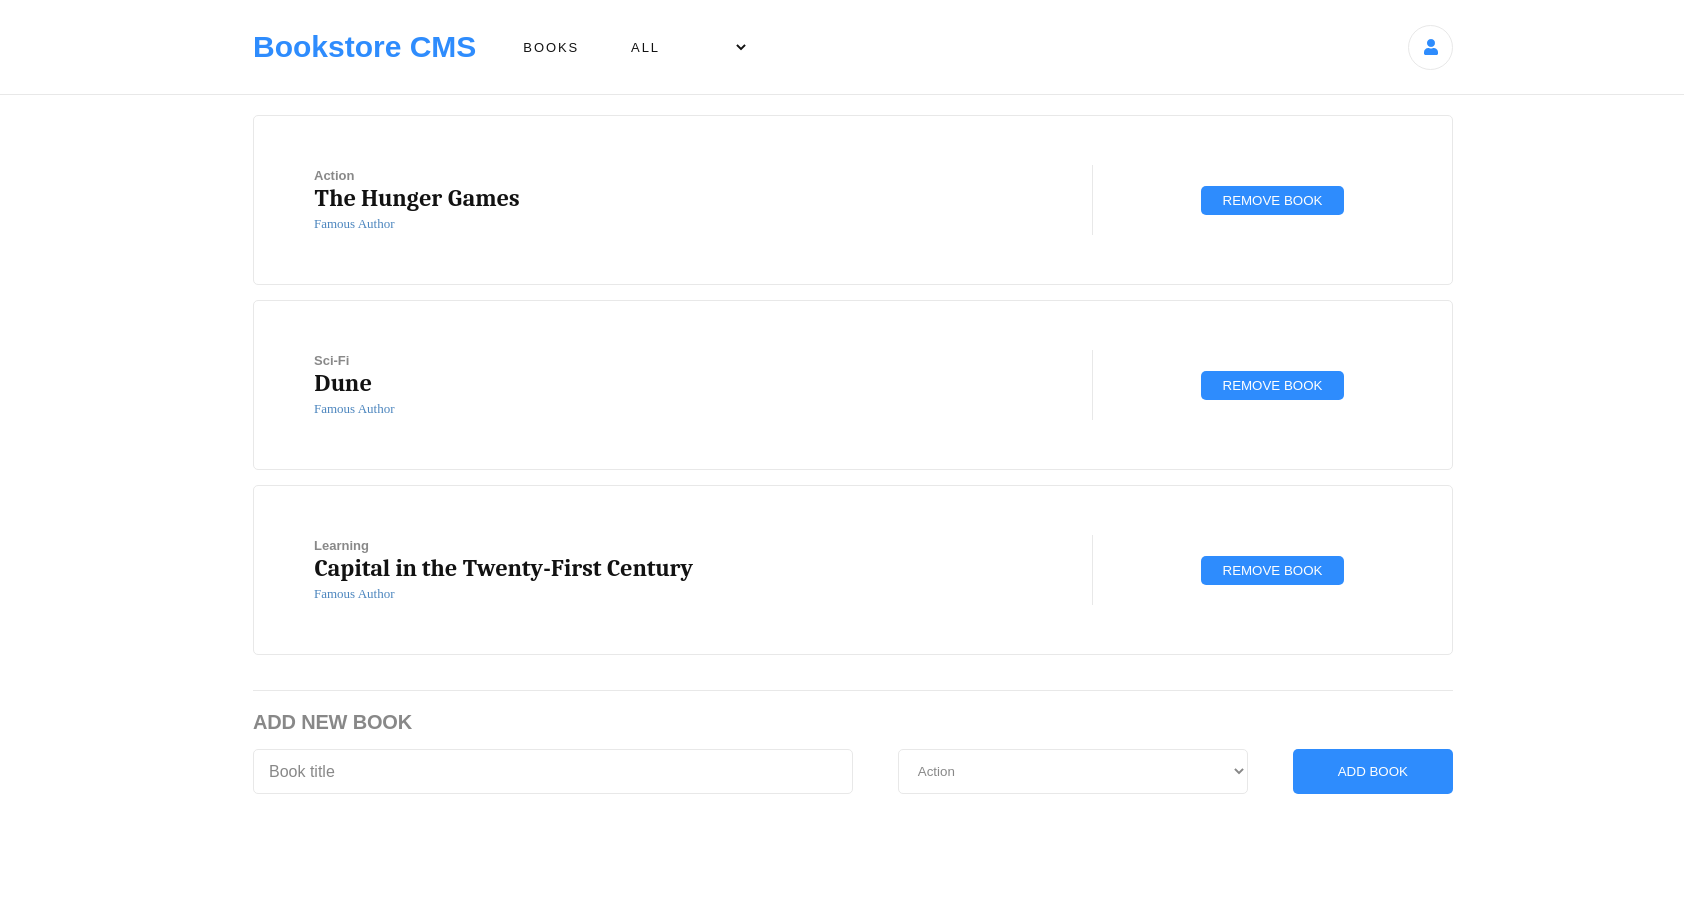 Bookstore CMS BOOKS ALL
Action
The Hunger Games
Famous Author
REMOVE BOOK
Sci-Fi
Dune
Famous Author
REMOVE BOOK
Learning
Capital in the Twenty-First Century
Famous Author
REMOVE BOOK
ADD NEW BOOK
Book title Action ADD BOOK